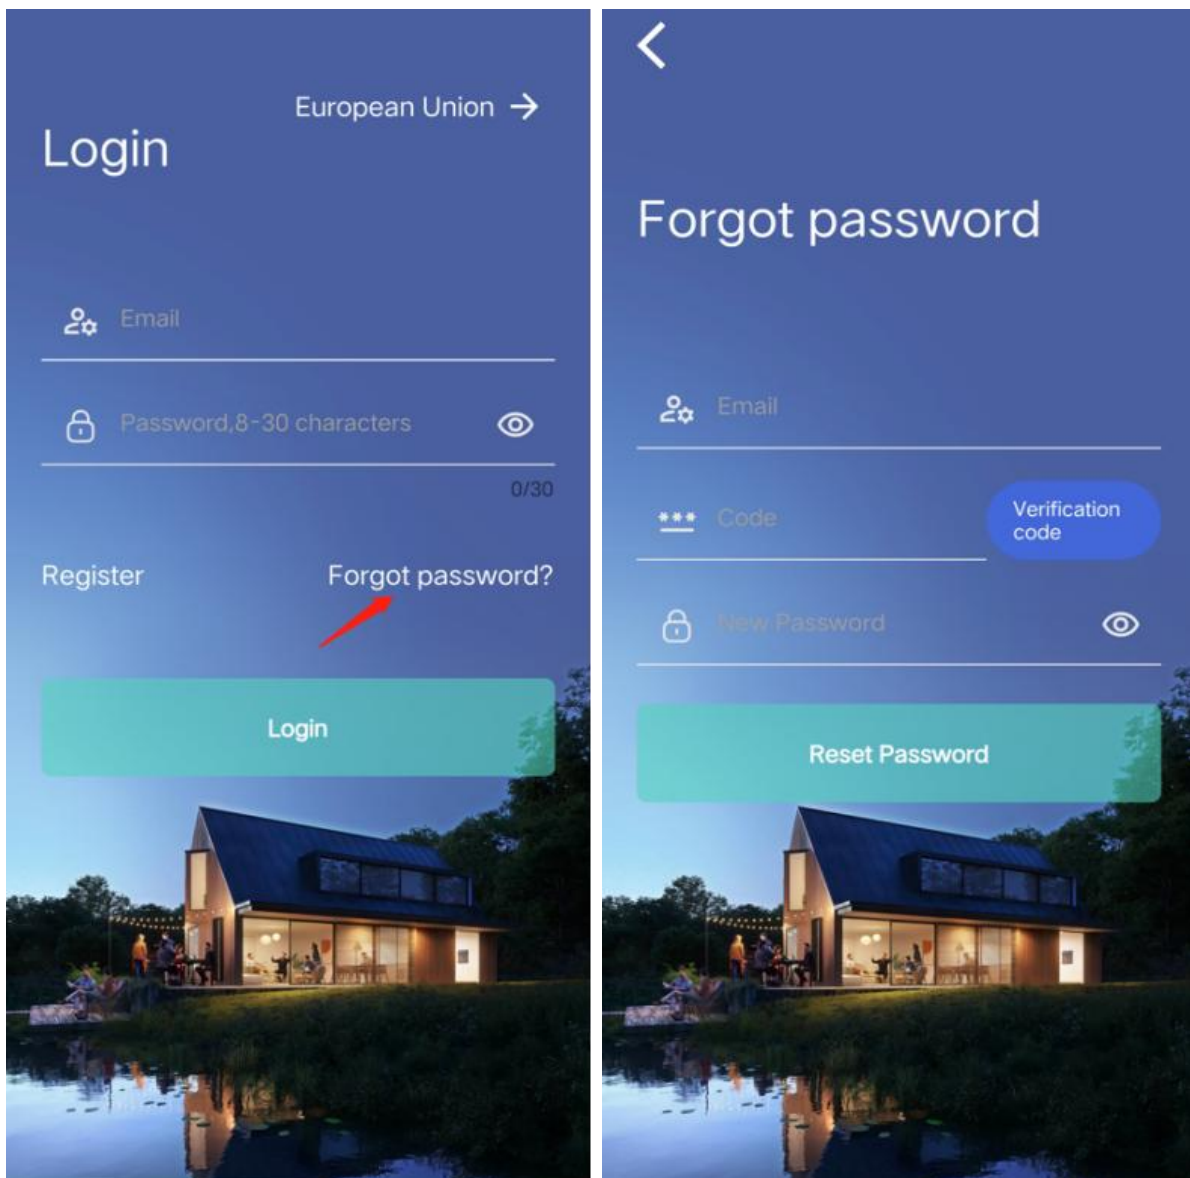 European Union
Login
Email
Password,8-30 characters
0/30
Register
Forgot password?
Login
Forgot password
Email
Code
Verification
code
New Password
Reset Password